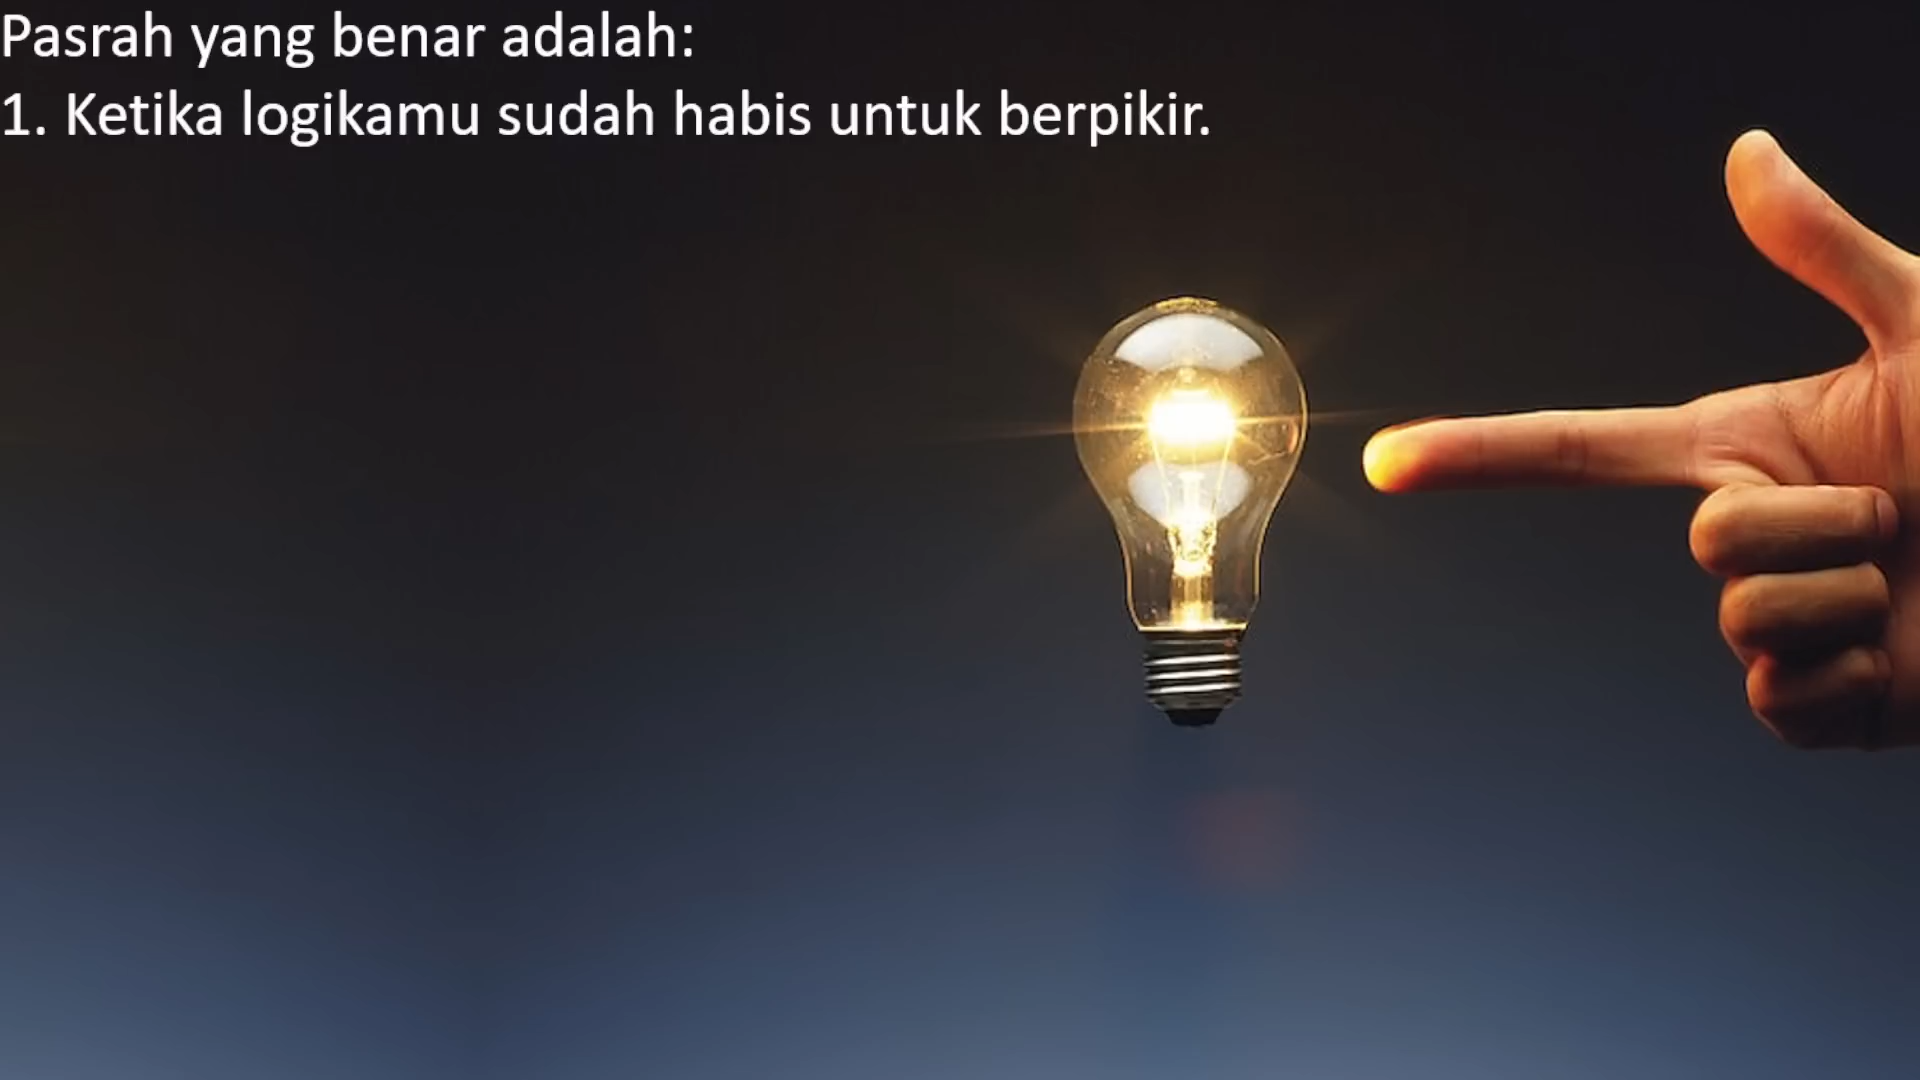 Pasrah yang benar adalah:
1. Ketika logikamu sudah habis untuk berpikir.